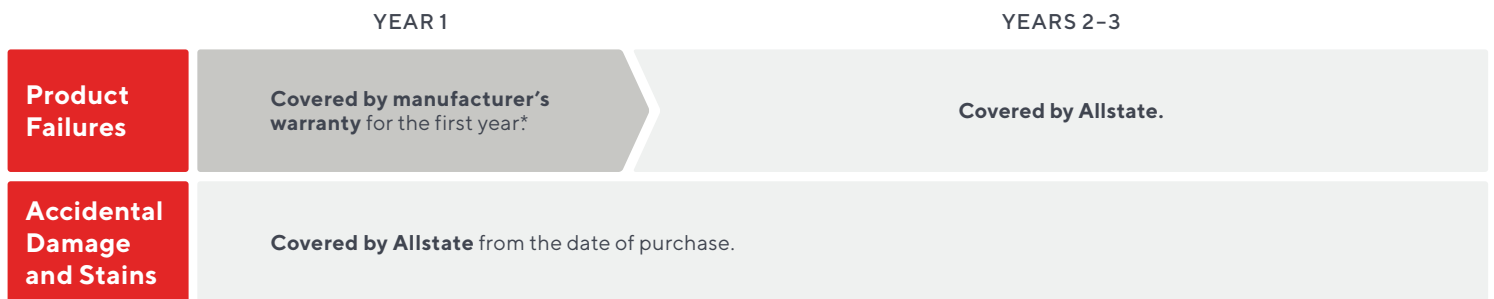 YEAR 1
YEARS 2–3
Product
Failures
Covered by manufacturer's
warranty for the first year.*
Covered by Allstate.
Accidental
Damage
and Stains
Covered by Allstate from the date of purchase.